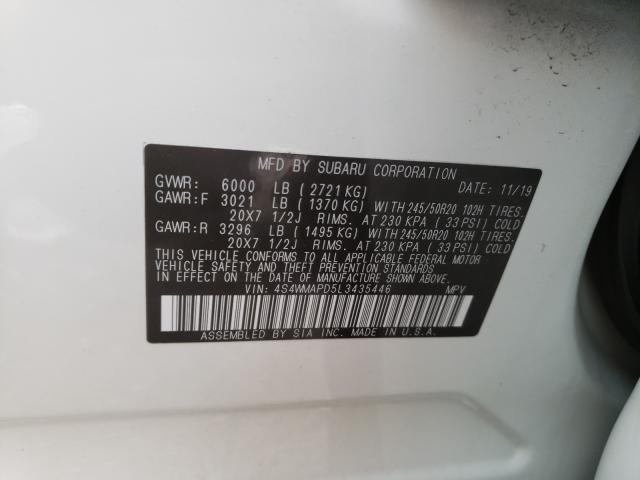 MFD BY SUBARU CORPORATION
GVWR: 6000 LB ( 2721 KG) DATE: 11/19
GAWR:F 3021 LB ( 1370 KG) WITH 245/50R20 102H TIRES.
20X7 1/2J RIMS. AT 230 KPA ( 33 PSI) COLD
GAWR:R 3296 LB ( 1495 KG) WITH 245/50R20 102H TIRES.
20X7 1/2J RIMS. AT 230 KPA ( 33 PSI) COLD
THIS VEHICLE CONFORMS TO ALL APPLICABLE FEDERAL MOTOR
VEHICLE SAFETY AND THEFT PREVENTION STANDARDS
IN EFFECT ON THE DATE OF MANUFACTURE SHOWN ABOVE.
VIN: 4S4WMAPD5L3435446 MPV
ASSEMBLED BY SIA INC. MADE IN U.S.A.